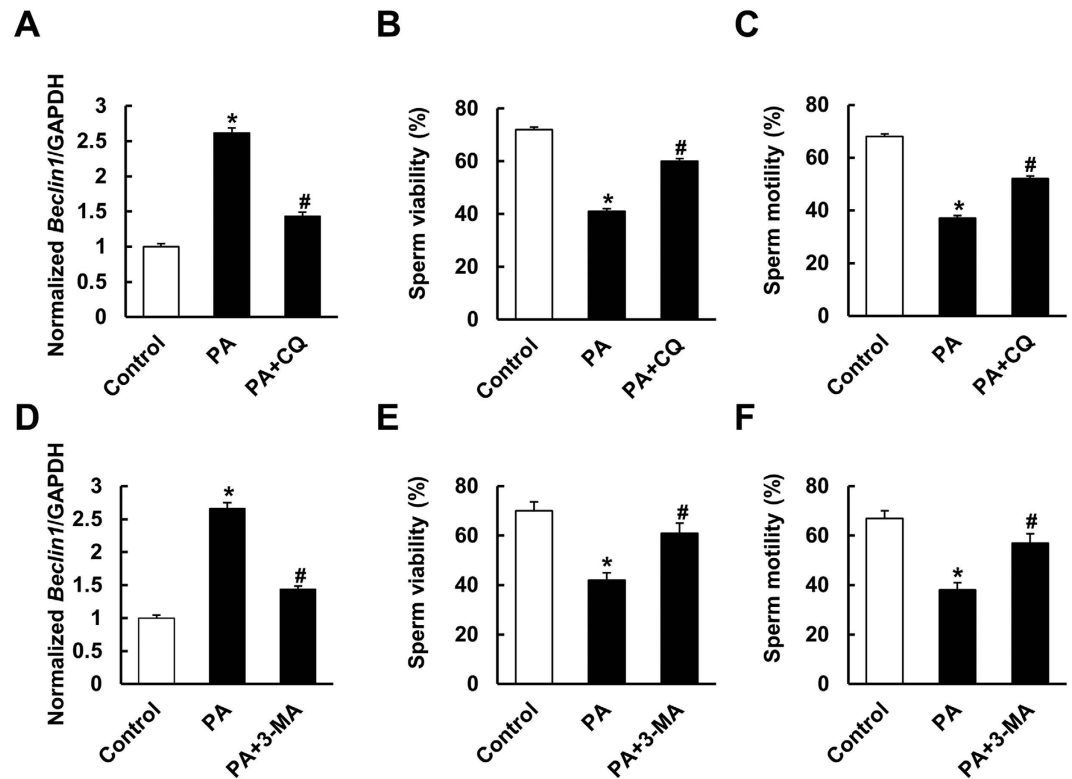 A
Normalized Beclin1/GAPDH
3
2.5
2
1.5
1
0.5
0
*
#
Control
PA
PA+CQ
B
Sperm viability (%)
80
60
40
20
0
*
#
Control
PA
PA+CQ
C
Sperm motility (%)
80
60
40
20
0
*
#
Control
PA
PA+CQ
D
Normalized Beclin1/GAPDH
3
2.5
2
1.5
1
0.5
0
*
#
Control
PA
PA+3-MA
E
Sperm viability (%)
80
60
40
20
0
*
#
Control
PA
PA+3-MA
F
Sperm motility (%)
80
60
40
20
0
*
#
Control
PA
PA+3-MA